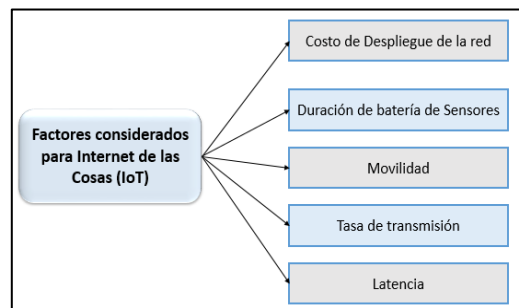 Factores considerados
para Internet de las
Cosas (IoT)
Costo de Despliegue de la red
Duración de batería de Sensores
Movilidad
Tasa de transmisión
Latencia